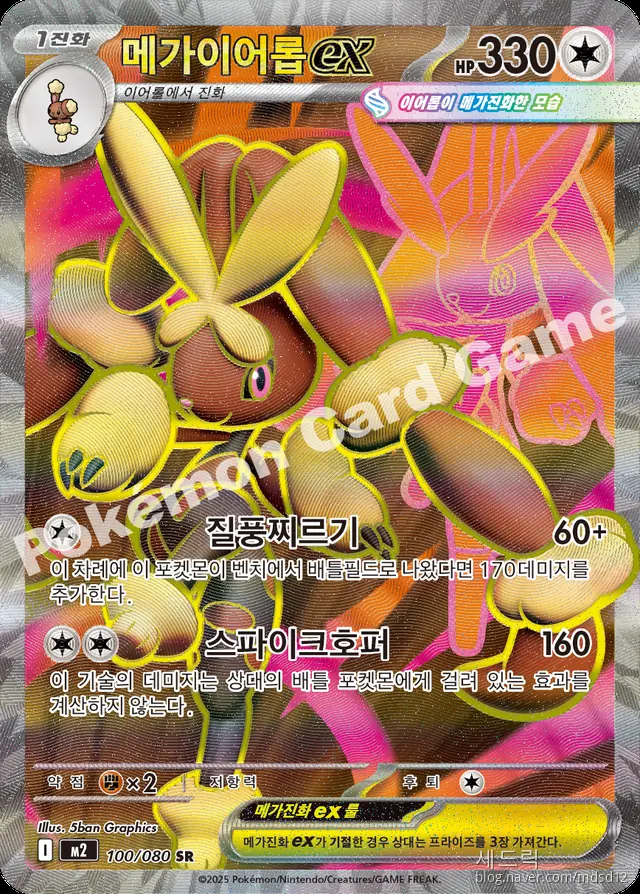 1진화
메가이어롭 ex
HP 330
이어롤에서 진화
이어롭이 메가진화한 모습
Pokémon Card Game
질풍찌르기 60+
이 차례에 이 포켓몬이 벤치에서 배틀필드로 나왔다면 170데미지를
추가한다.
스파이크호퍼 160
이 기술의 데미지는 상대의 배틀 포켓몬에게 걸려 있는 효과를
계산하지 않는다.
약점 ×2 저항력 후퇴
메가진화 ex 룰
메가진화 ex가 기절한 경우 상대는 프라이즈를 3장 가져간다.
Illus. 5ban Graphics
I m2 100/080 SR
세드릭
blog.naver.com/mdsd12
©2025 Pokémon/Nintendo/Creatures/GAME FREAK.